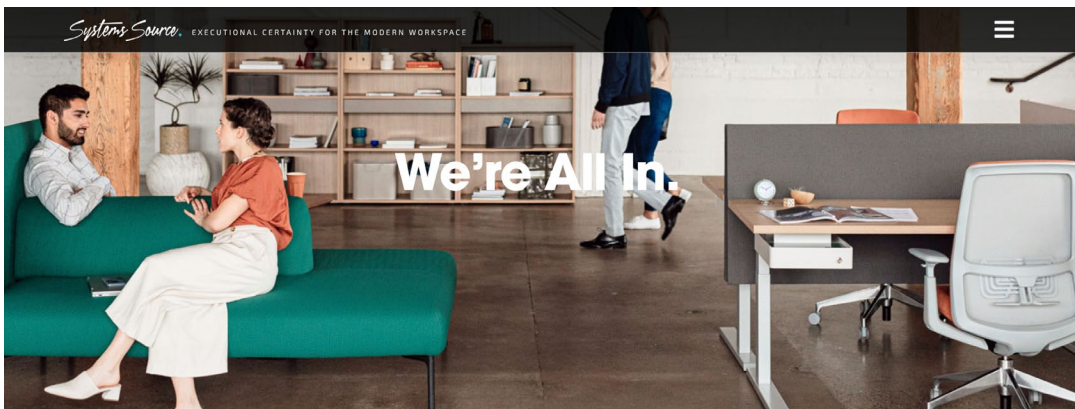 Systems Source.
EXECUTIONAL CERTAINTY FOR THE MODERN WORKSPACE
We're All In.